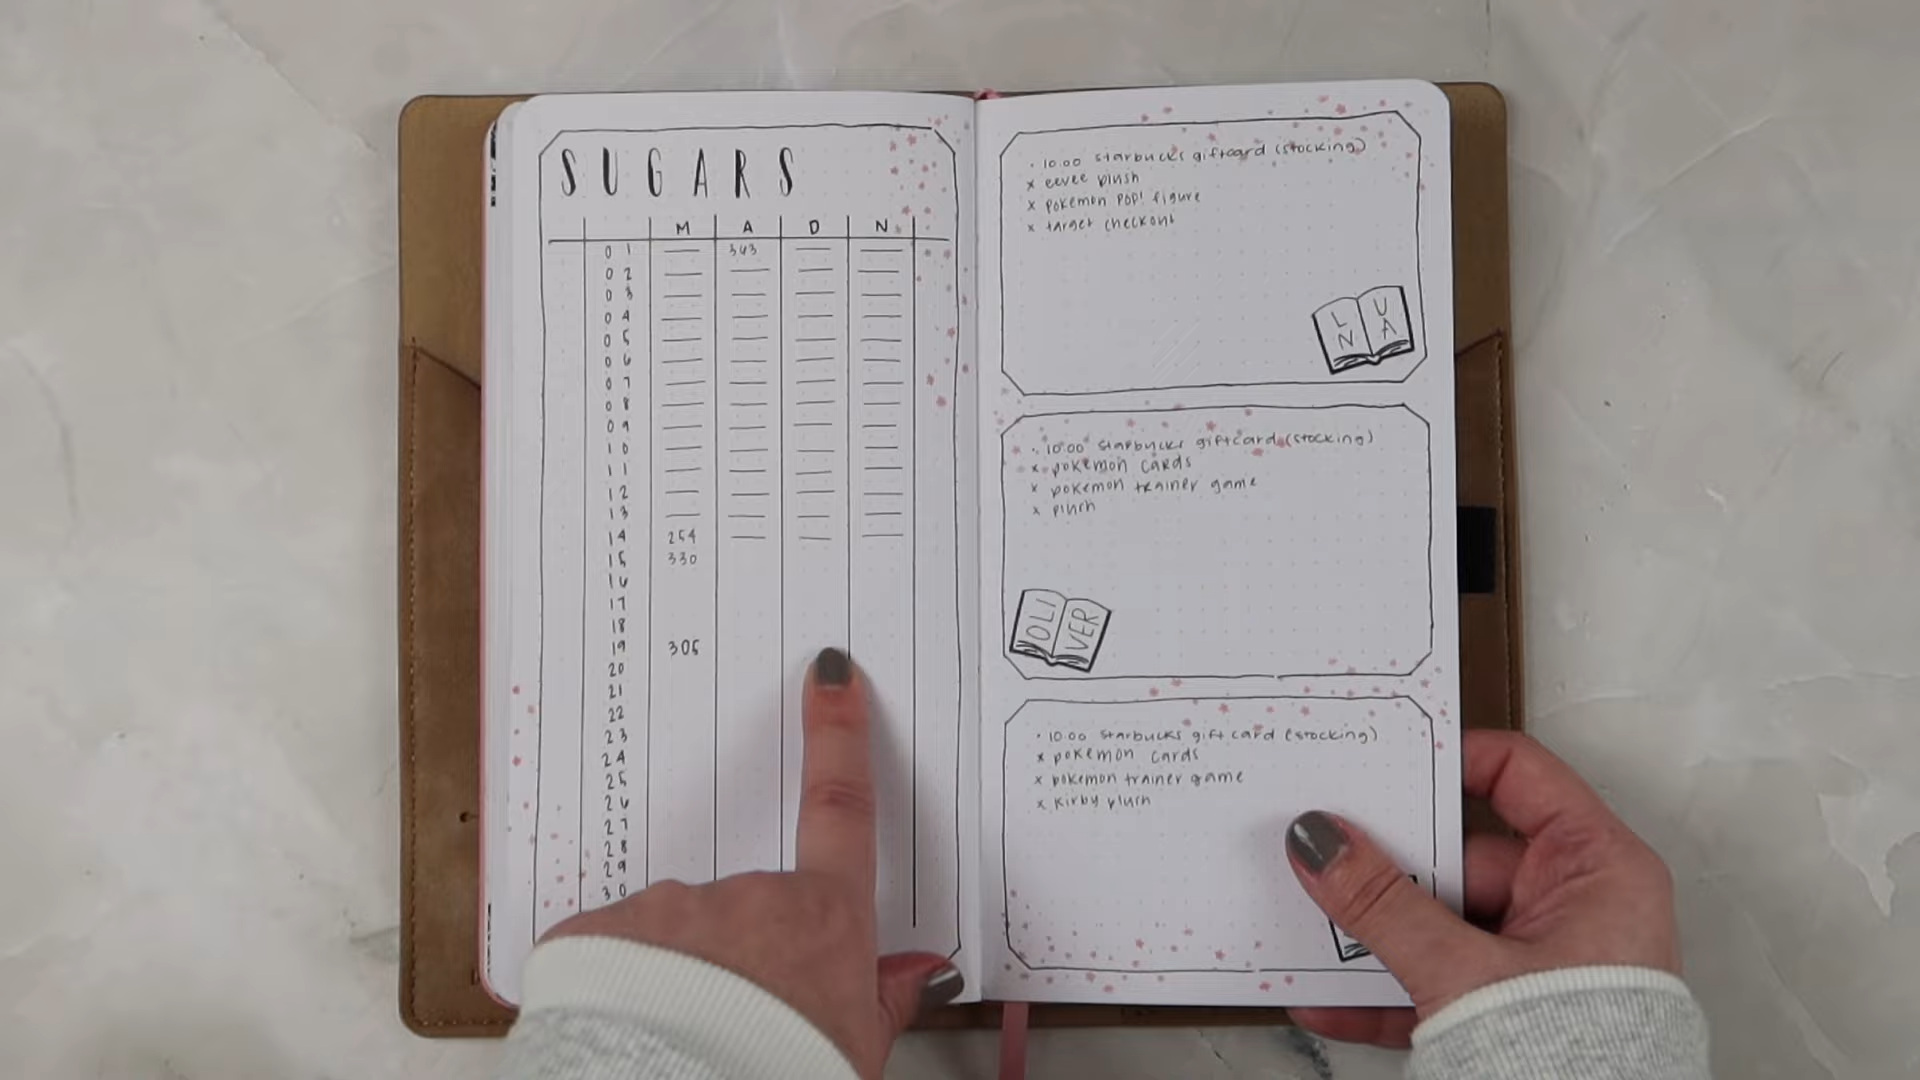 SUGARS
M A D N
01 343
02
03
04
05
06
07
08
09
10
11
12
13
14 254
15 330
16
17
18
19 305
20
21
22
23
24
25
26
27
28
29
30
· 10.00 starbucks giftcard (stocking)
x eevee plush
x pokemon POP! figure
x target checkout
LU
NA
· 10.00 starbucks giftcard (stocking)
x pokemon cards
x pokemon trainer game
x plush
OLI
VER
· 10.00 starbucks gift card (stocking)
x pokemon cards
x pokemon trainer game
x kirby plush